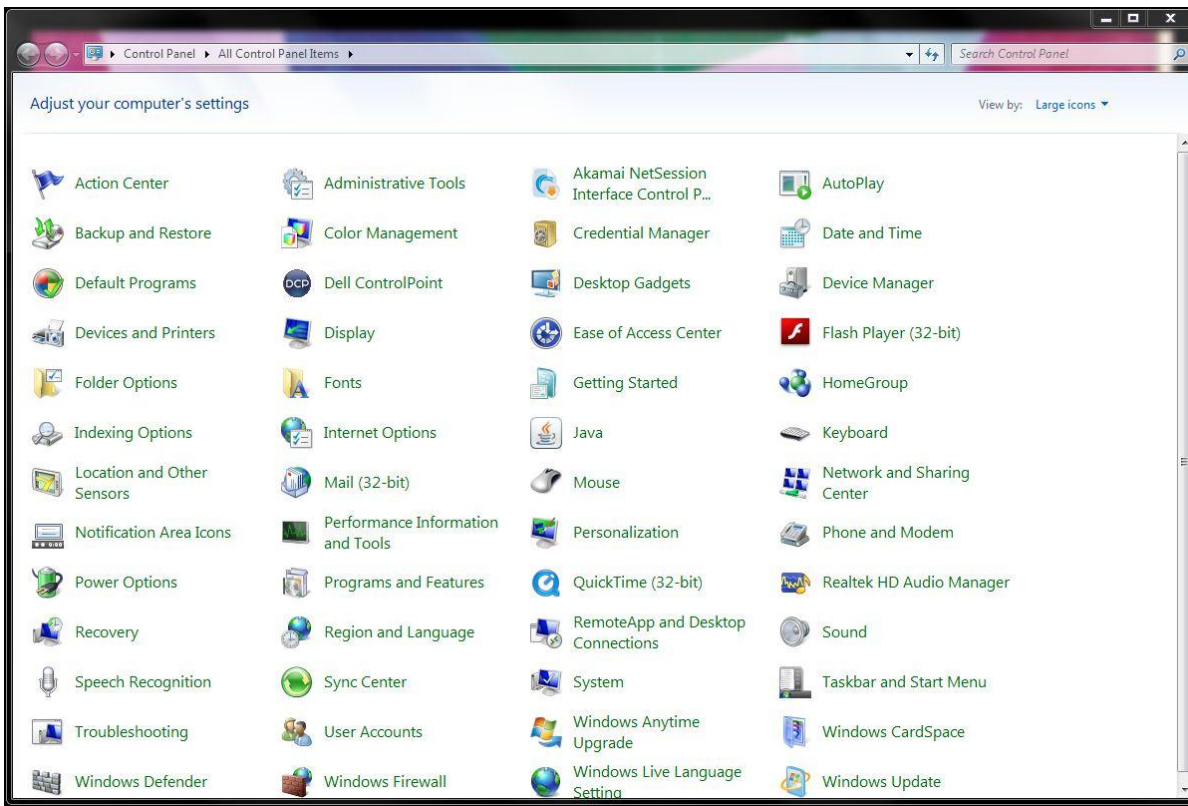 Control Panel All Control Panel Items Search Control Panel
Adjust your computer's settings View by: Large icons
Action Center
Administrative Tools
Akamai NetSession
Interface Control P...
AutoPlay
Backup and Restore
Color Management
Credential Manager
Date and Time
Default Programs
DCP
Dell ControlPoint
Desktop Gadgets
Device Manager
Devices and Printers
Display
Ease of Access Center
Flash Player (32-bit)
Folder Options
Fonts
Getting Started
HomeGroup
Indexing Options
Internet Options
Java
Keyboard
Location and Other
Sensors
Mail (32-bit)
Mouse
Network and Sharing
Center
Notification Area Icons
Performance Information
and Tools
Personalization
Phone and Modem
Power Options
Programs and Features
QuickTime (32-bit)
Realtek HD Audio Manager
Recovery
Region and Language
RemoteApp and Desktop
Connections
Sound
Speech Recognition
Sync Center
System
Taskbar and Start Menu
Troubleshooting
User Accounts
Windows Anytime
Upgrade
Windows CardSpace
Windows Defender
Windows Firewall
Windows Live Language
Setting
Windows Update